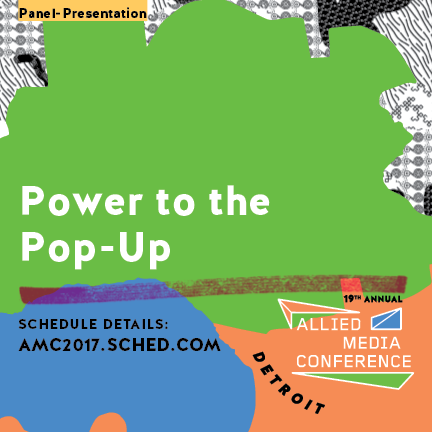 Panel- Presentation
Power to the
Pop-Up
19TH ANNUAL
SCHEDULE DETAILS:
AMC2017.SCHED.COM
ALLIED
MEDIA
CONFERENCE
DETROIT